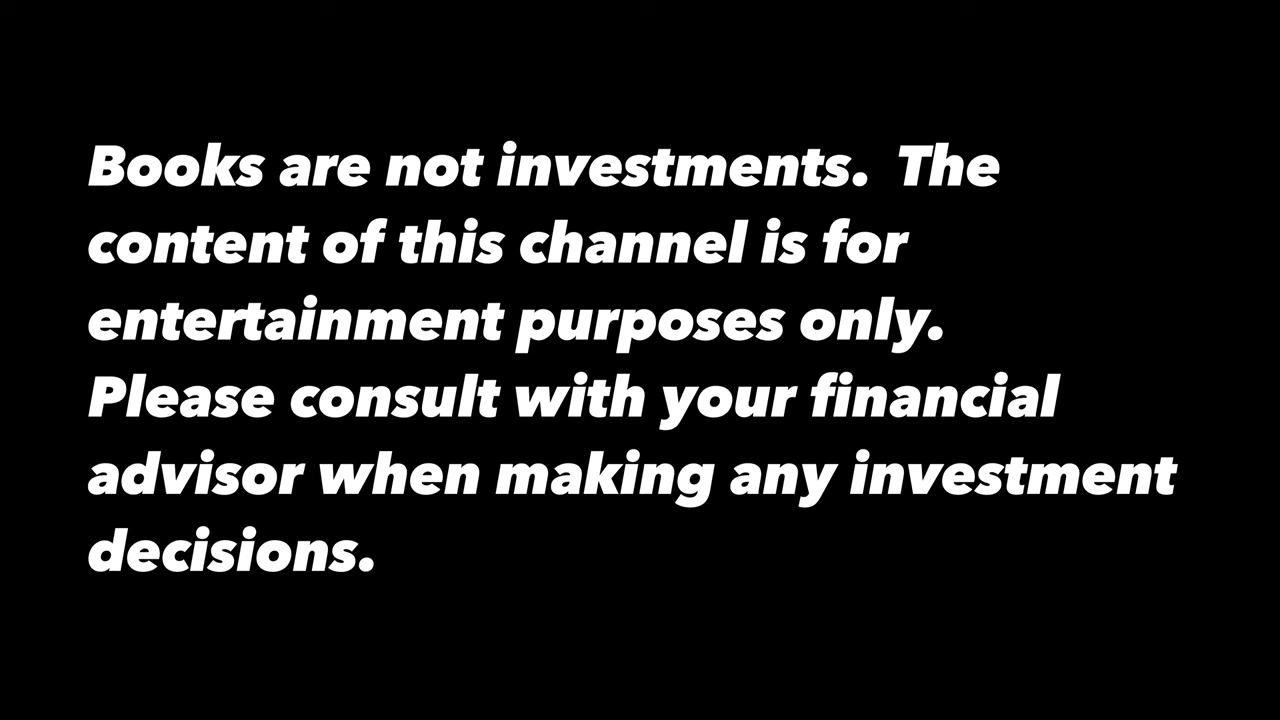 Books are not investments.  The
content of this channel is for
entertainment purposes only.
Please consult with your financial
advisor when making any investment
decisions.